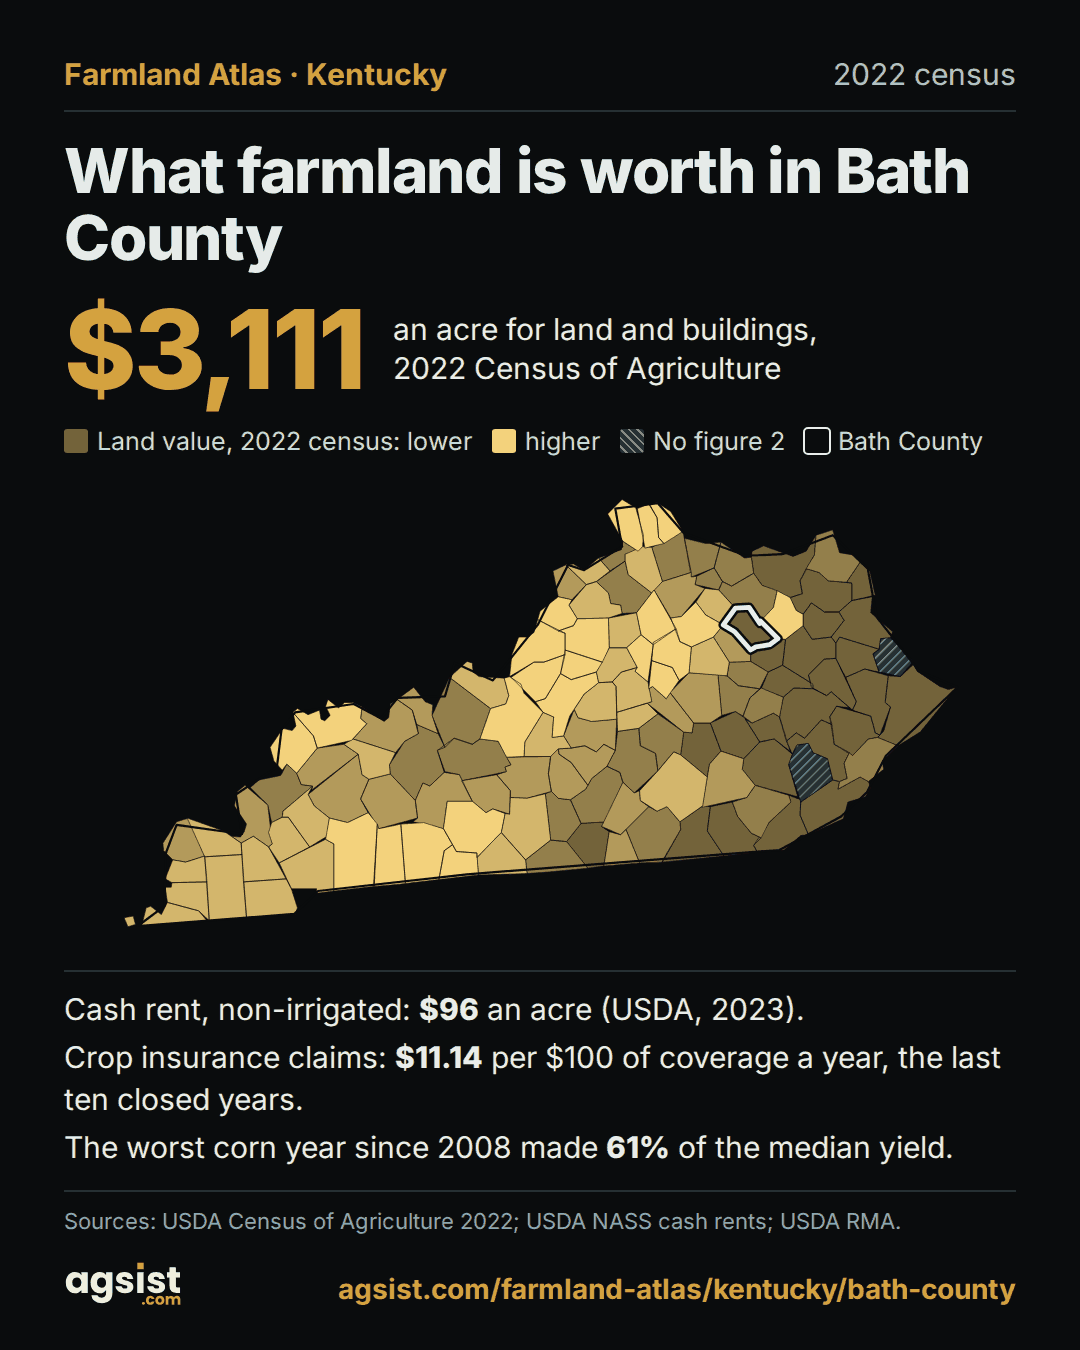 Farmland Atlas · Kentucky
2022 census
What farmland is worth in Bath
County
$3,111
an acre for land and buildings,
2022 Census of Agriculture
Land value, 2022 census: lower
higher
No figure 2
Bath County
Cash rent, non-irrigated: $96 an acre (USDA, 2023).
Crop insurance claims: $11.14 per $100 of coverage a year, the last
ten closed years.
The worst corn year since 2008 made 61% of the median yield.
Sources: USDA Census of Agriculture 2022; USDA NASS cash rents; USDA RMA.
agsist
.com
agsist.com/farmland-atlas/kentucky/bath-county